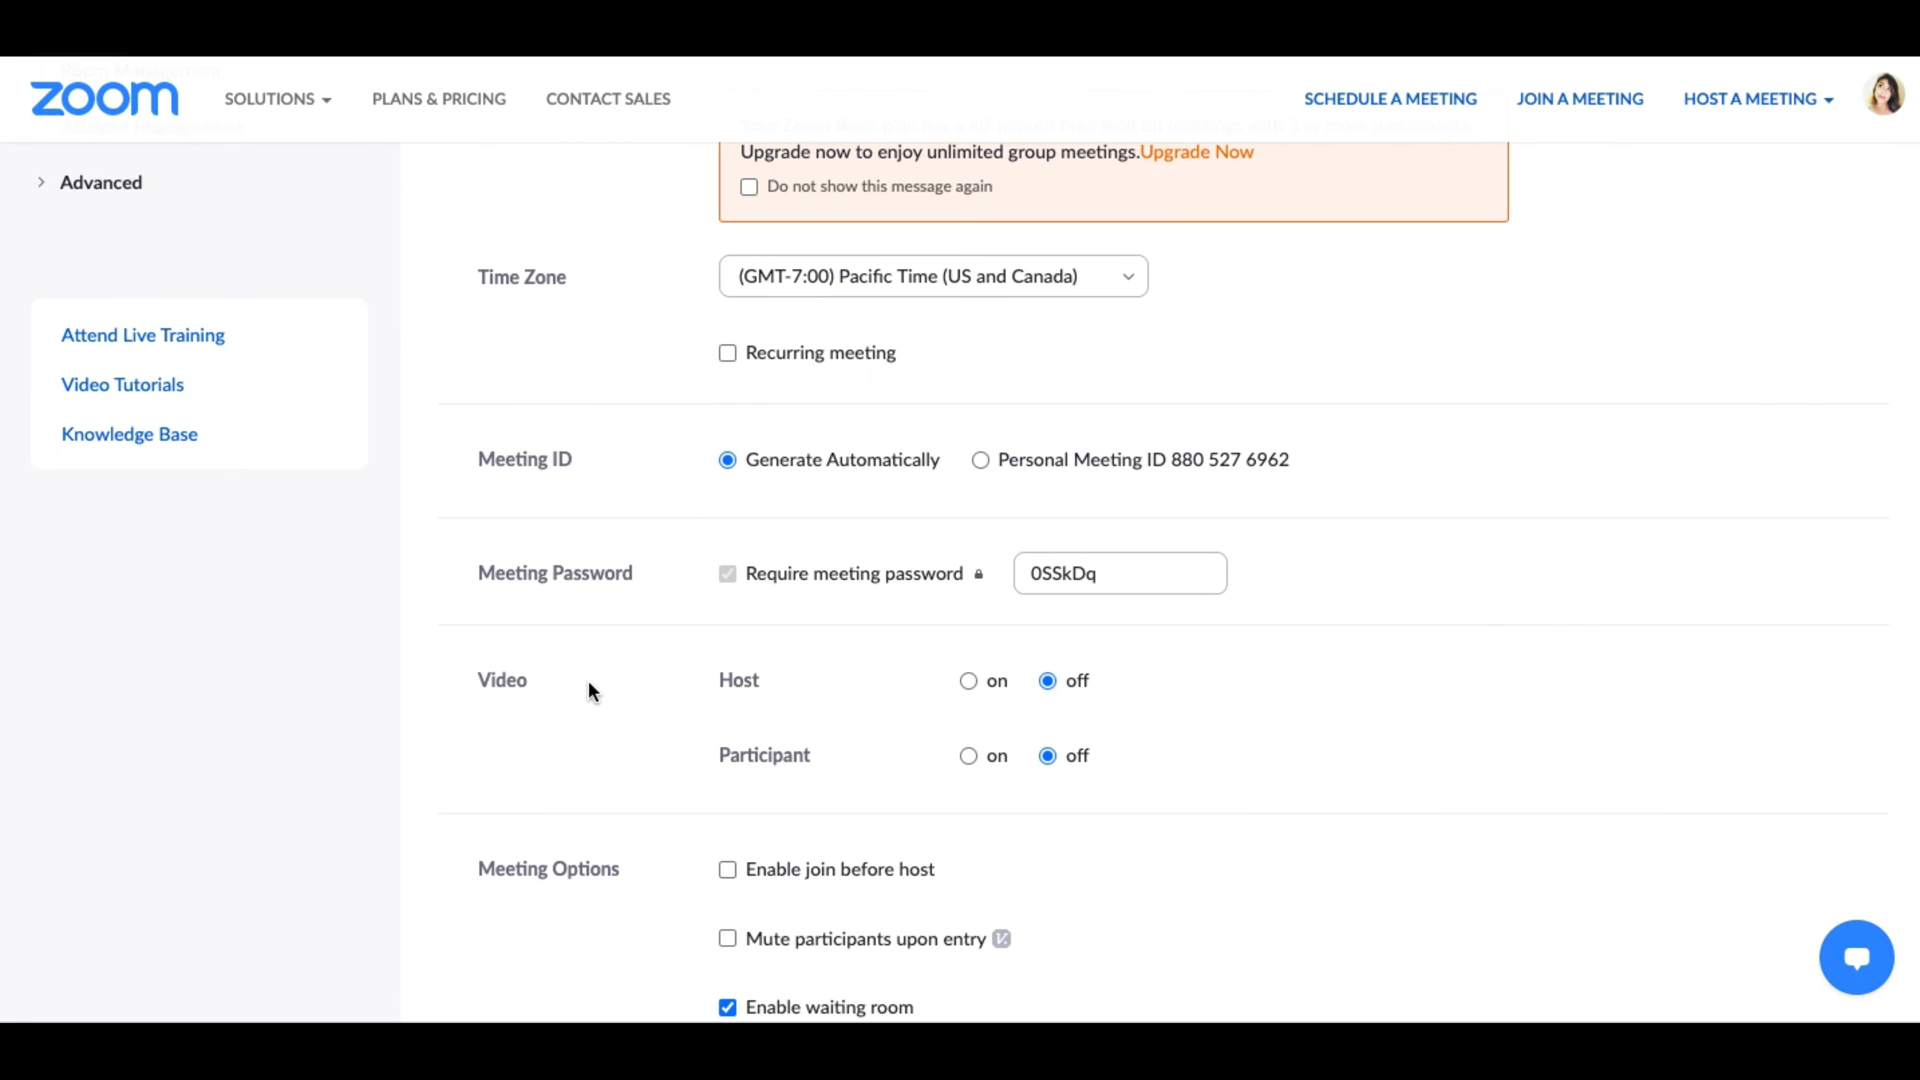 zoom
SOLUTIONS
PLANS & PRICING
CONTACT SALES
SCHEDULE A MEETING
JOIN A MEETING
HOST A MEETING
Upgrade now to enjoy unlimited group meetings.Upgrade Now
Do not show this message again
Advanced
Attend Live Training
Video Tutorials
Knowledge Base
Time Zone
(GMT-7:00) Pacific Time (US and Canada)
Recurring meeting
Meeting ID
Generate Automatically
Personal Meeting ID 880 527 6962
Meeting Password
Require meeting password
0SSkDq
Video
Host
on
off
Participant
on
off
Meeting Options
Enable join before host
Mute participants upon entry
Enable waiting room